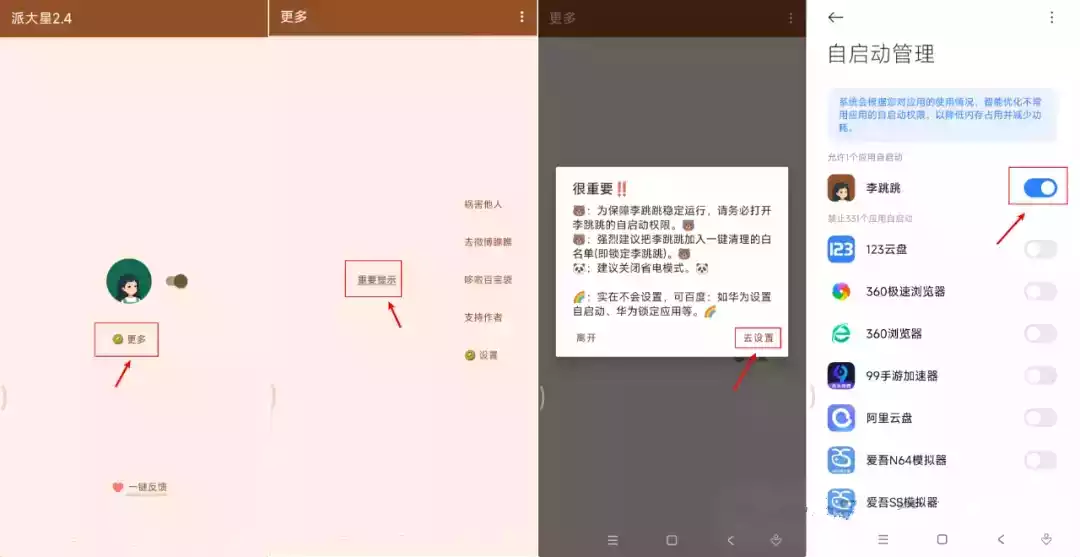 派大星2.4
更多
一键反馈
更多
祸害他人
去微博蹦跶
重要提示
哆啦百宝袋
支持作者
设置
更多
很重要‼️
🐻：为保障李跳跳稳定运行，请务必打开
李跳跳的自启动权限。🐻
🐻：强烈建议把李跳跳加入一键清理的白
名单(即锁定李跳跳)。🐻
🐼：建议关闭省电模式。🐼
🌈：实在不会设置，可百度：如华为设置
自启动、华为锁定应用等。🌈
离开
去设置
自启动管理
系统会根据您对应用的使用情况，智能优化不常
用应用的自启动权限，以降低内存占用并减少功
耗。
允许1个应用自启动
李跳跳
禁止331个应用自启动
123
123云盘
360极速浏览器
360浏览器
99手游加速器
阿里云盘
爱吾N64模拟器
爱吾SS模拟器